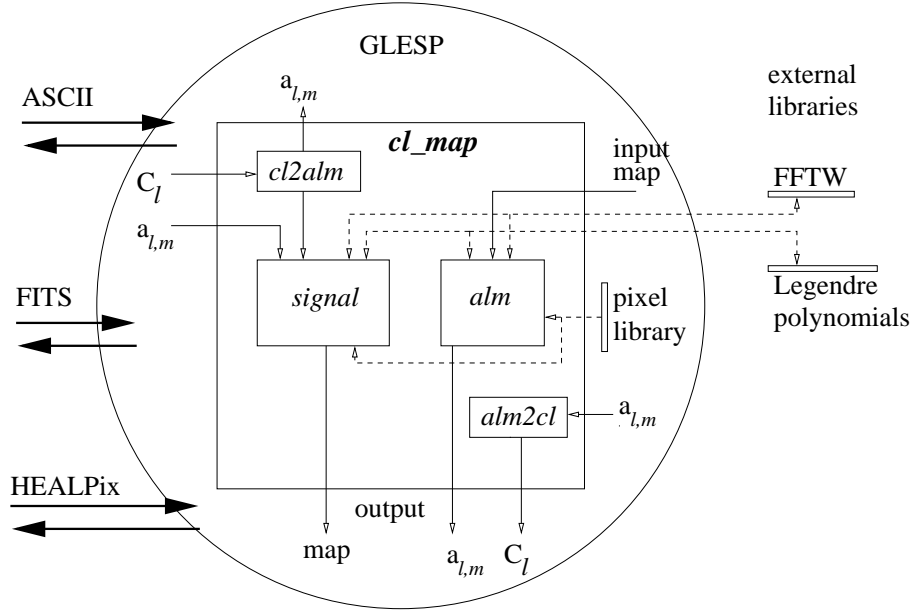 GLESP
external
libraries
ASCII
a_{l,m}
cl_map
input
map
cl2alm
C_l
FFTW
a_{l,m}
FITS
signal
alm
pixel
library
Legendre
polynomials
alm2cl
a_{l,m}
HEALPix
output
map
a_{l,m}
C_l